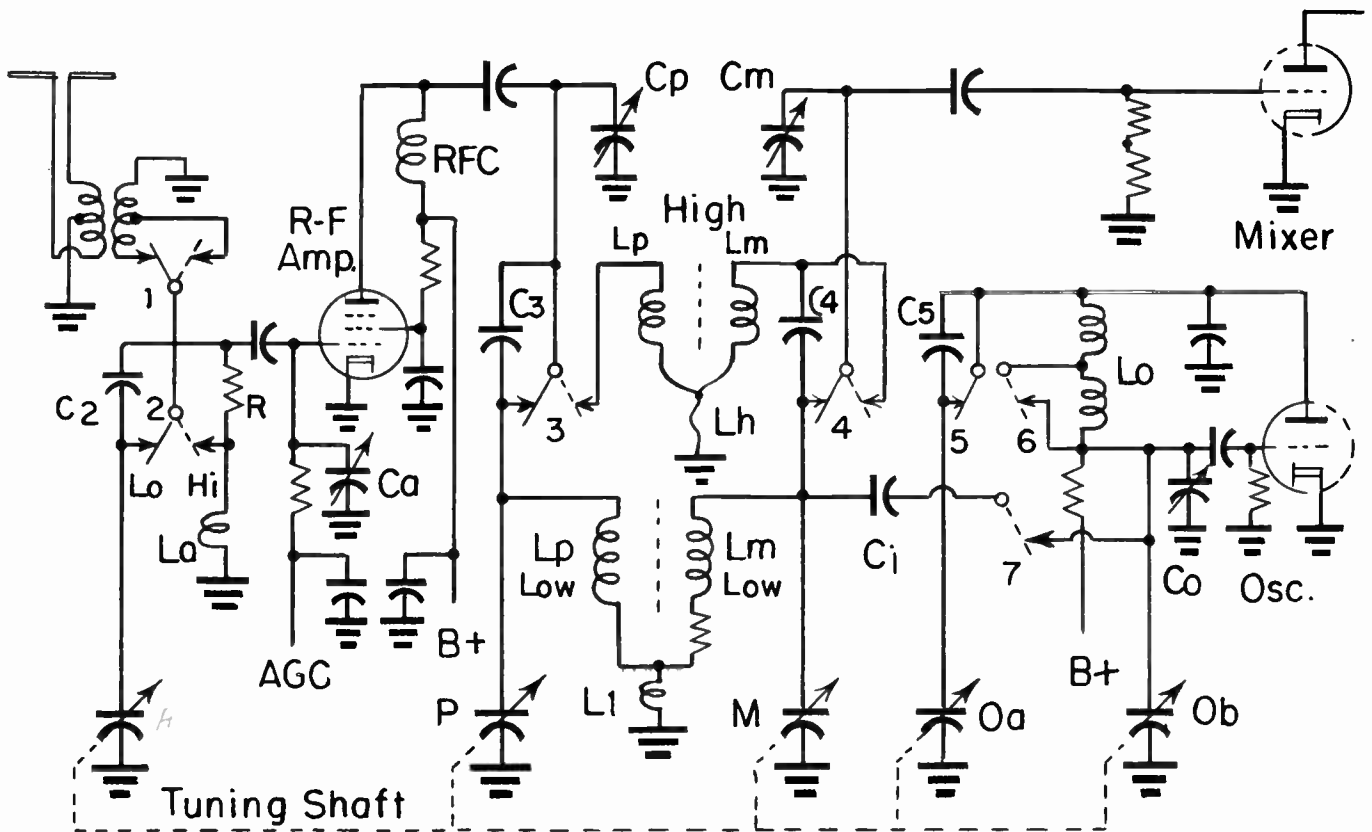 Cp
Cm
RFC
High
R-F
Amp.
Lp
Lm
Mixer
1
C3
C4
C5
Lo
C2
2
R
3
Lh
4
5
6
Lo
Hi
Ca
La
Lp
Low
Lm
Low
Ci
7
Co
Osc.
AGC
B+
L1
B+
P
M
Oa
Ob
Tuning Shaft